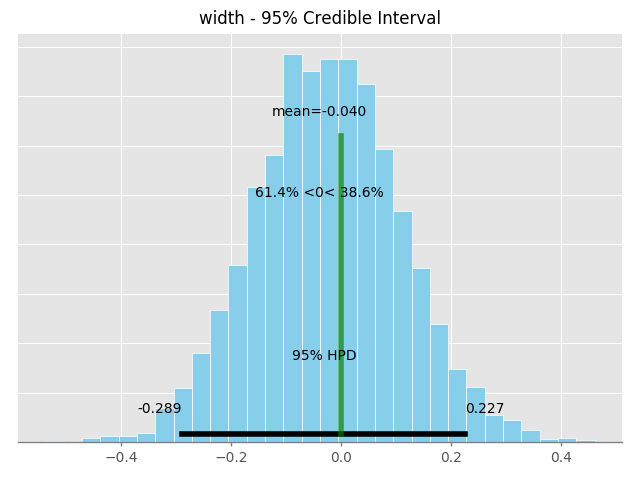 width - 95% Credible Interval
mean=-0.040
61.4% <0< 38.6%
95% HPD
-0.289 0.227
−0.4 −0.2 0.0 0.2 0.4